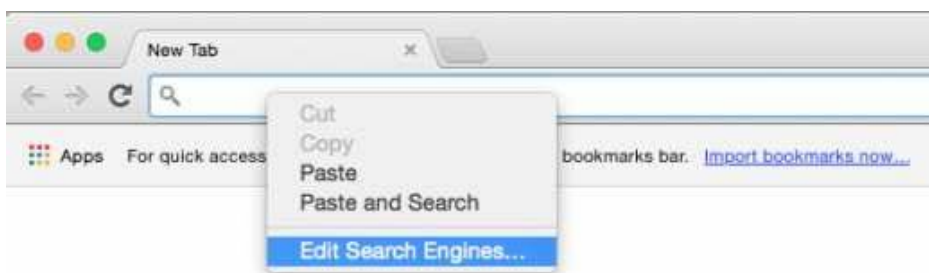 New Tab
Cut
Copy
Paste
Paste and Search
Edit Search Engines...
Apps For quick access bookmarks bar. Import bookmarks now...